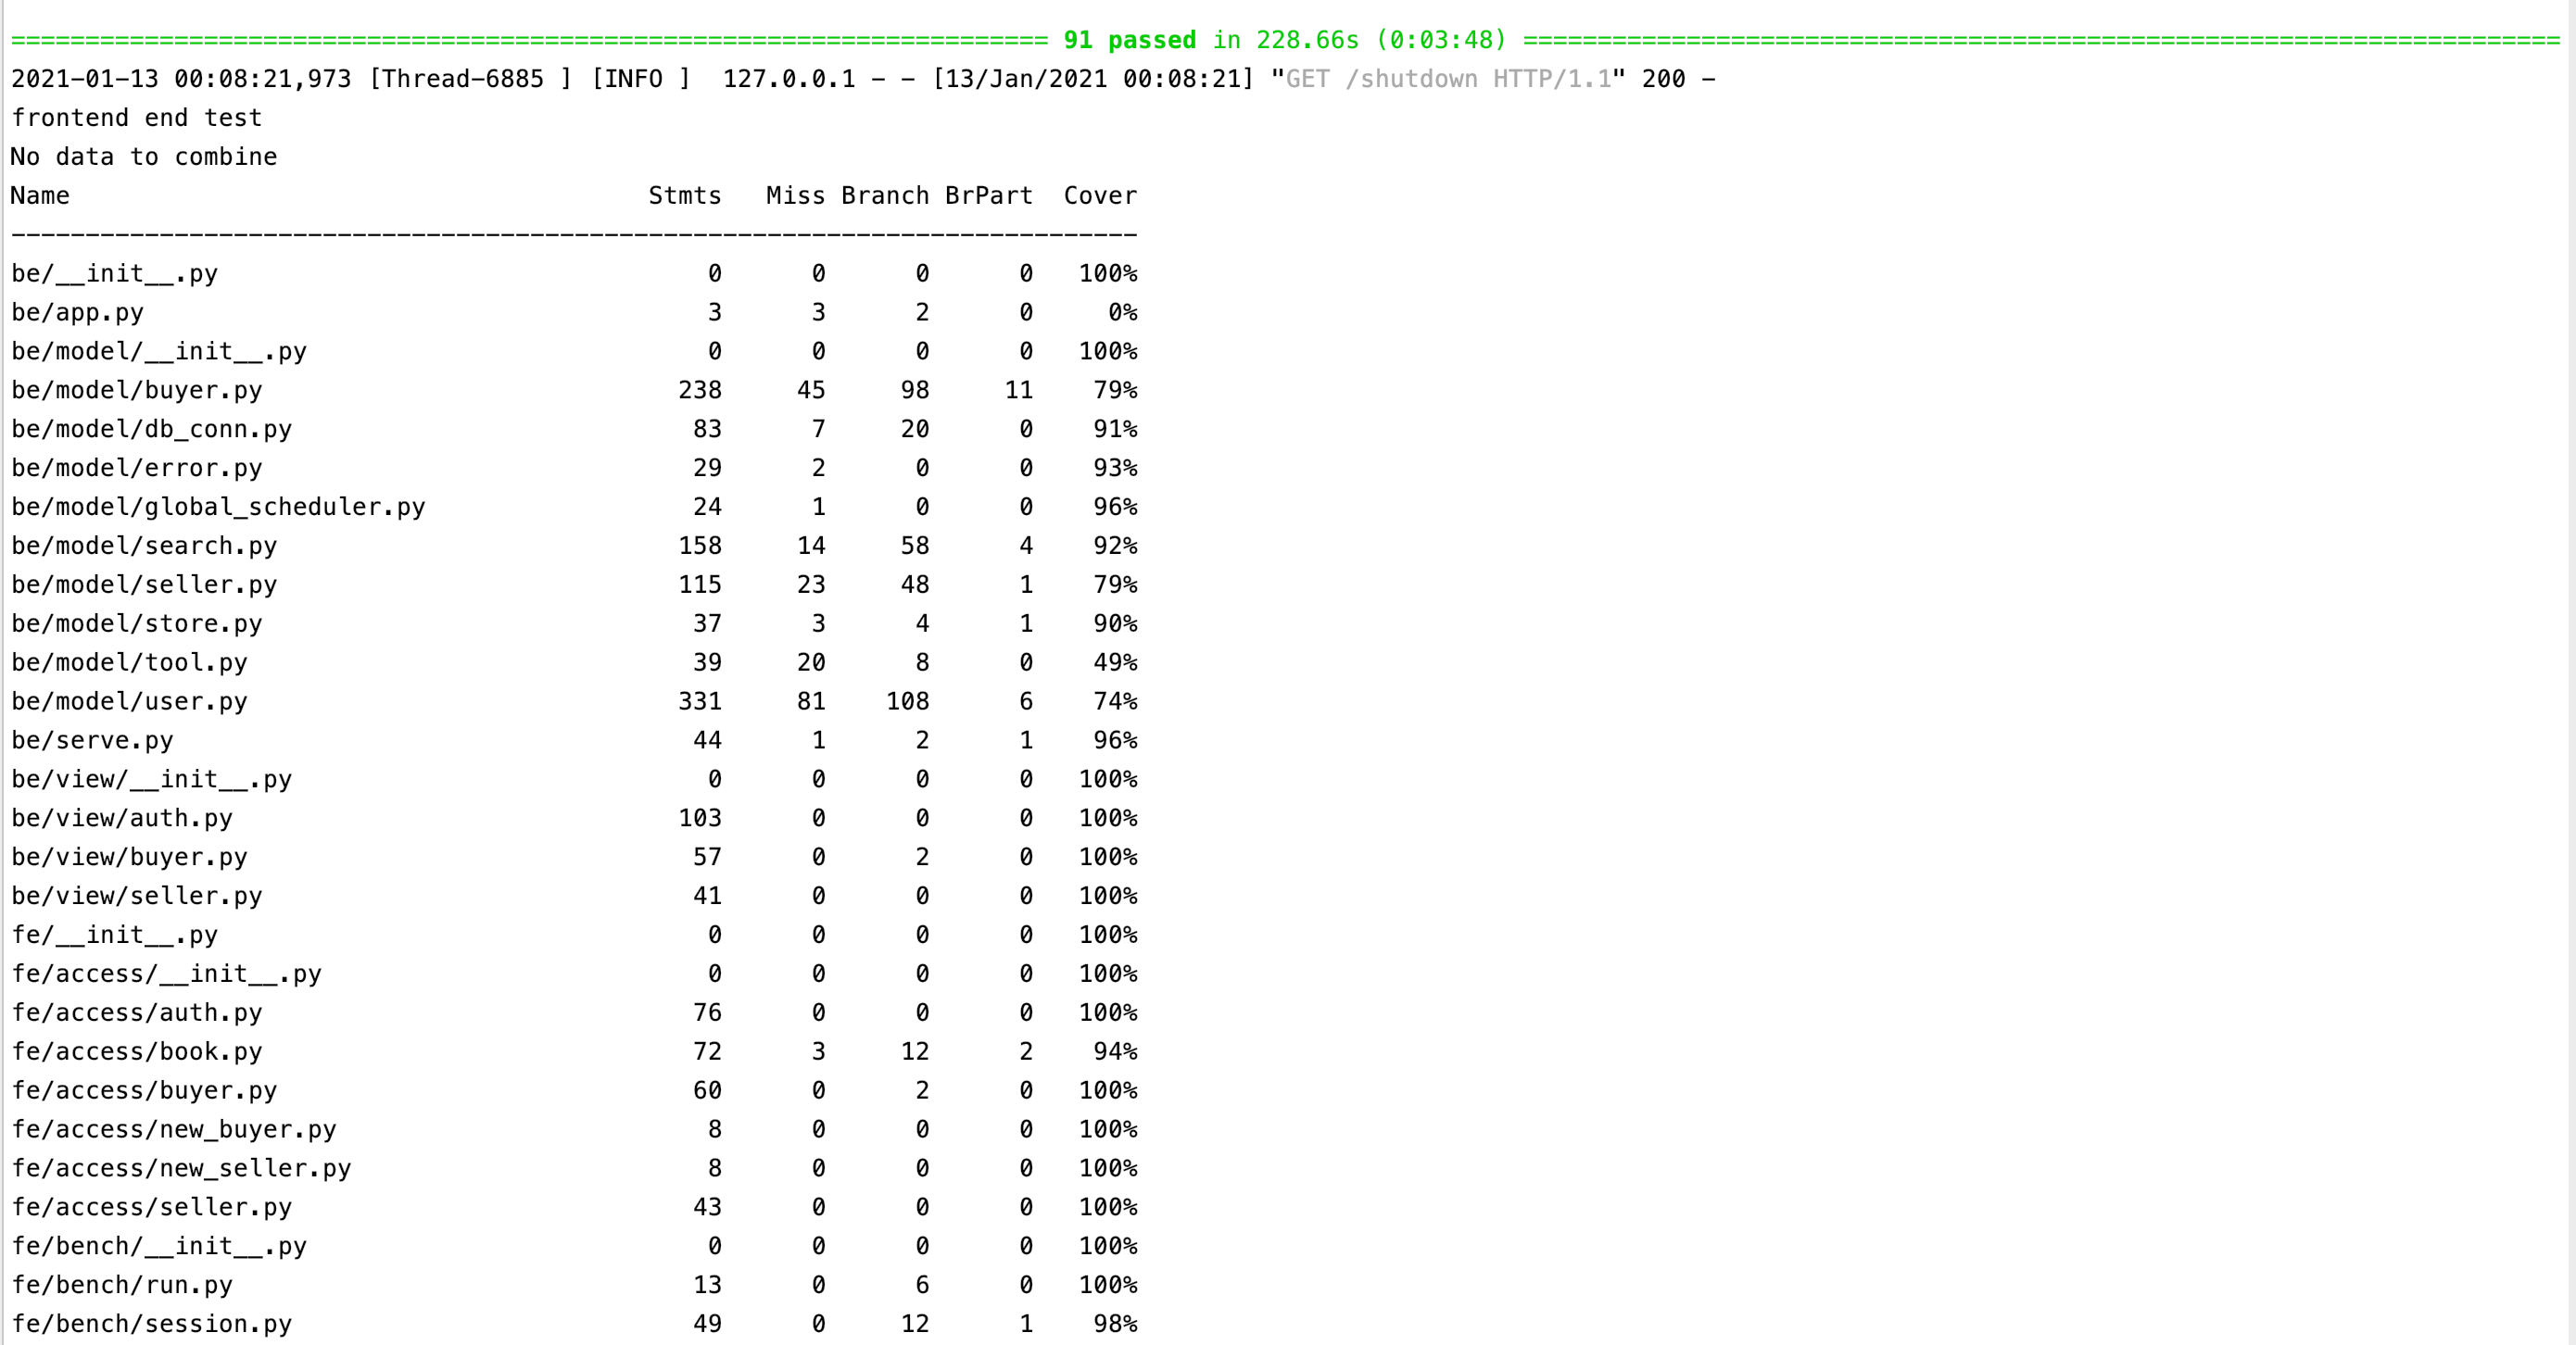 ====================================================================== 91 passed in 228.66s (0:03:48) ======================================================================
2021-01-13 00:08:21,973 [Thread-6885 ] [INFO ]  127.0.0.1 - - [13/Jan/2021 00:08:21] "GET /shutdown HTTP/1.1" 200 -
frontend end test
No data to combine
Name                                       Stmts   Miss Branch BrPart  Cover
----------------------------------------------------------------------------
be/__init__.py                                 0      0      0      0   100%
be/app.py                                      3      3      2      0     0%
be/model/__init__.py                           0      0      0      0   100%
be/model/buyer.py                            238     45     98     11    79%
be/model/db_conn.py                           83      7     20      0    91%
be/model/error.py                             29      2      0      0    93%
be/model/global_scheduler.py                  24      1      0      0    96%
be/model/search.py                           158     14     58      4    92%
be/model/seller.py                           115     23     48      1    79%
be/model/store.py                             37      3      4      1    90%
be/model/tool.py                              39     20      8      0    49%
be/model/user.py                             331     81    108      6    74%
be/serve.py                                   44      1      2      1    96%
be/view/__init__.py                            0      0      0      0   100%
be/view/auth.py                              103      0      0      0   100%
be/view/buyer.py                              57      0      2      0   100%
be/view/seller.py                             41      0      0      0   100%
fe/__init__.py                                 0      0      0      0   100%
fe/access/__init__.py                          0      0      0      0   100%
fe/access/auth.py                             76      0      0      0   100%
fe/access/book.py                             72      3     12      2    94%
fe/access/buyer.py                            60      0      2      0   100%
fe/access/new_buyer.py                         8      0      0      0   100%
fe/access/new_seller.py                        8      0      0      0   100%
fe/access/seller.py                           43      0      0      0   100%
fe/bench/__init__.py                           0      0      0      0   100%
fe/bench/run.py                               13      0      6      0   100%
fe/bench/session.py                           49      0     12      1    98%